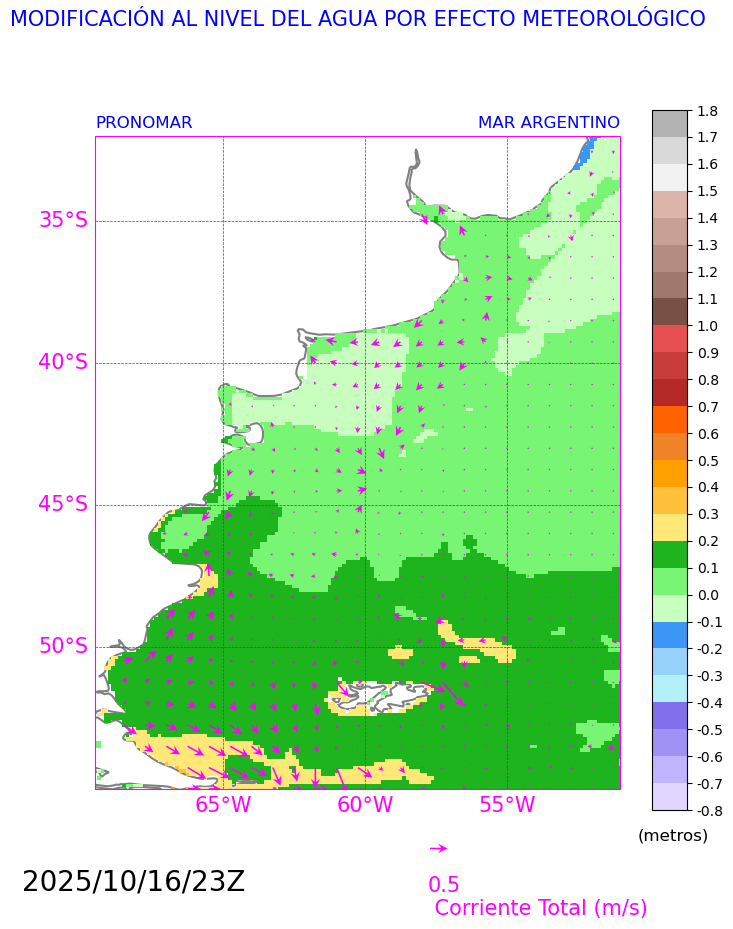 MODIFICACIÓN AL NIVEL DEL AGUA POR EFECTO METEOROLÓGICO
PRONOMAR MAR ARGENTINO
1.8
1.7
1.6
1.5
1.4
1.3
1.2
1.1
1.0
0.9
0.8
0.7
0.6
0.5
0.4
0.3
0.2
0.1
0.0
-0.1
-0.2
-0.3
-0.4
-0.5
-0.6
-0.7
-0.8
(metros)
35°S
40°S
45°S
50°S
65°W 60°W 55°W
2025/10/16/23Z
0.5
Corriente Total (m/s)